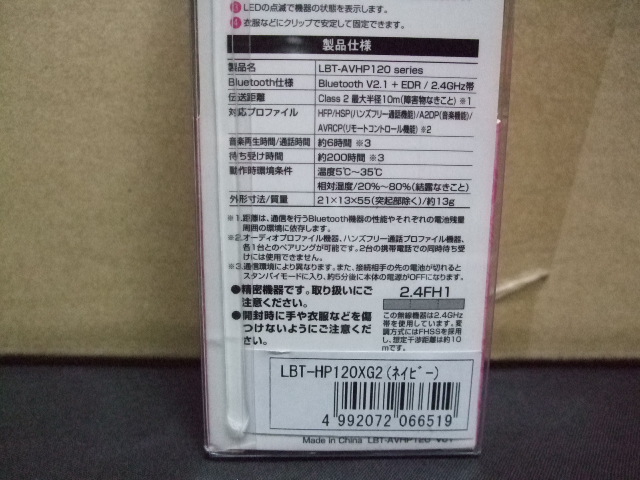 LEDの点滅で機器の状態を表示します。
衣服などにクリップで安定して固定できます。
製品仕様
製品名 LBT-AVHP120 series
Bluetooth仕様 Bluetooth V2.1 + EDR / 2.4GHz帯
伝送距離 Class 2 最大半径10m(障害物なきこと) ※1
対応プロファイル HFP/HSP(ハンズフリー通話機能)/A2DP(音楽機能)/
AVRCP(リモートコントロール機能) ※2
音楽再生時間/通話時間 約6時間 ※3
待ち受け時間 約200時間 ※3
動作時環境条件 温度5℃～35℃
相対湿度/20%～80%(結露なきこと)
外形寸法/質量 21×13×55(突起部除く)/約13g
※1.距離は、通信を行うBluetooth機器の性能やそれぞれの電池残量
周囲の環境に依存します。
※2.オーディオプロファイル機器、ハンズフリー通話プロファイル機器、
各1台とのペアリングが可能です。2台の携帯電話での同時待ち受
けには使用できません。
※3.通信環境により異なります。また、接続相手の先の電池が切れると
スタンバイモードに入り、約5分後に本体の電源がOFFになります。
●精密機器です。取り扱いにご
注意ください。
●開封時に手や衣服などを傷
つけないようにご注意くださ
い。
2.4FH1
この無線機器は2.4GHz
帯を使用しています。変
調方式にはFHSSを採用
し、想定干渉距離は約10
mです。
LBT-HP120XG2(ﾈｲﾋﾞｰ)
4 992072 066519
Made in China LBT-AVHP120 V01